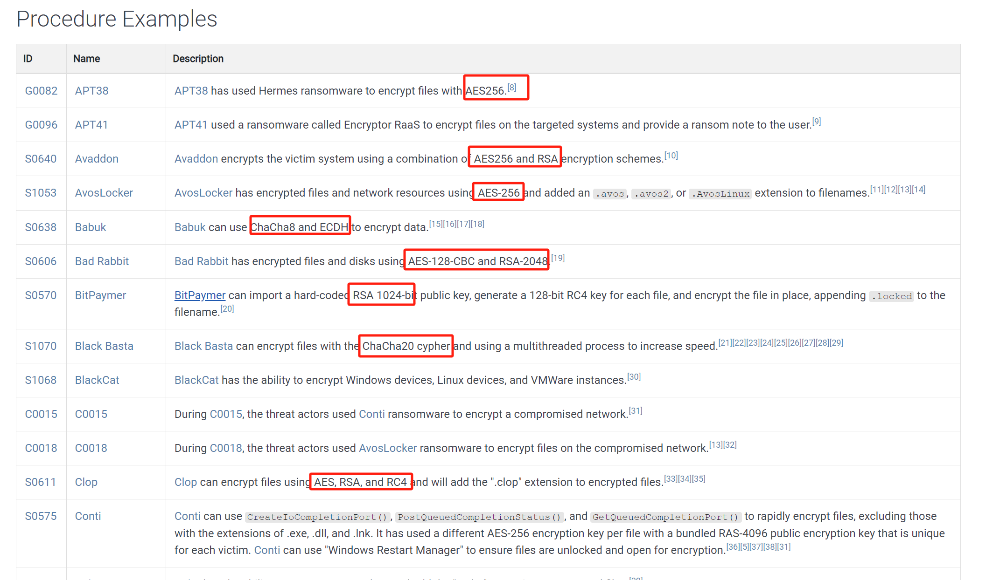 Procedure Examples
ID Name Description
G0082 APT38 APT38 has used Hermes ransomware to encrypt files with AES256.[8]
G0096 APT41 APT41 used a ransomware called Encryptor RaaS to encrypt files on the targeted systems and provide a ransom note to the user.[9]
S0640 Avaddon Avaddon encrypts the victim system using a combination of AES256 and RSA encryption schemes.[10]
S1053 AvosLocker AvosLocker has encrypted files and network resources using AES-256 and added an .avos, .avos2, or .AvosLinux extension to filenames.[11][12][13][14]
S0638 Babuk Babuk can use ChaCha8 and ECDH to encrypt data.[15][16][17][18]
S0606 Bad Rabbit Bad Rabbit has encrypted files and disks using AES-128-CBC and RSA-2048.[19]
S0570 BitPaymer BitPaymer can import a hard-coded RSA 1024-bit public key, generate a 128-bit RC4 key for each file, and encrypt the file in place, appending .locked to the
filename.[20]
S1070 Black Basta Black Basta can encrypt files with the ChaCha20 cypher and using a multithreaded process to increase speed.[21][22][23][24][25][26][27][28][29]
S1068 BlackCat BlackCat has the ability to encrypt Windows devices, Linux devices, and VMWare instances.[30]
C0015 C0015 During C0015, the threat actors used Conti ransomware to encrypt a compromised network.[31]
C0018 C0018 During C0018, the threat actors used AvosLocker ransomware to encrypt files on the compromised network.[13][32]
S0611 Clop Clop can encrypt files using AES, RSA, and RC4 and will add the ".clop" extension to encrypted files.[33][34][35]
S0575 Conti Conti can use CreateIoCompletionPort(), PostQueuedCompletionStatus(), and GetQueuedCompletionPort() to rapidly encrypt files, excluding those
with the extensions of .exe, .dll, and .lnk. It has used a different AES-256 encryption key per file with a bundled RAS-4096 public encryption key that is unique
for each victim. Conti can use "Windows Restart Manager" to ensure files are unlocked and open for encryption.[36][5][37][38][31]